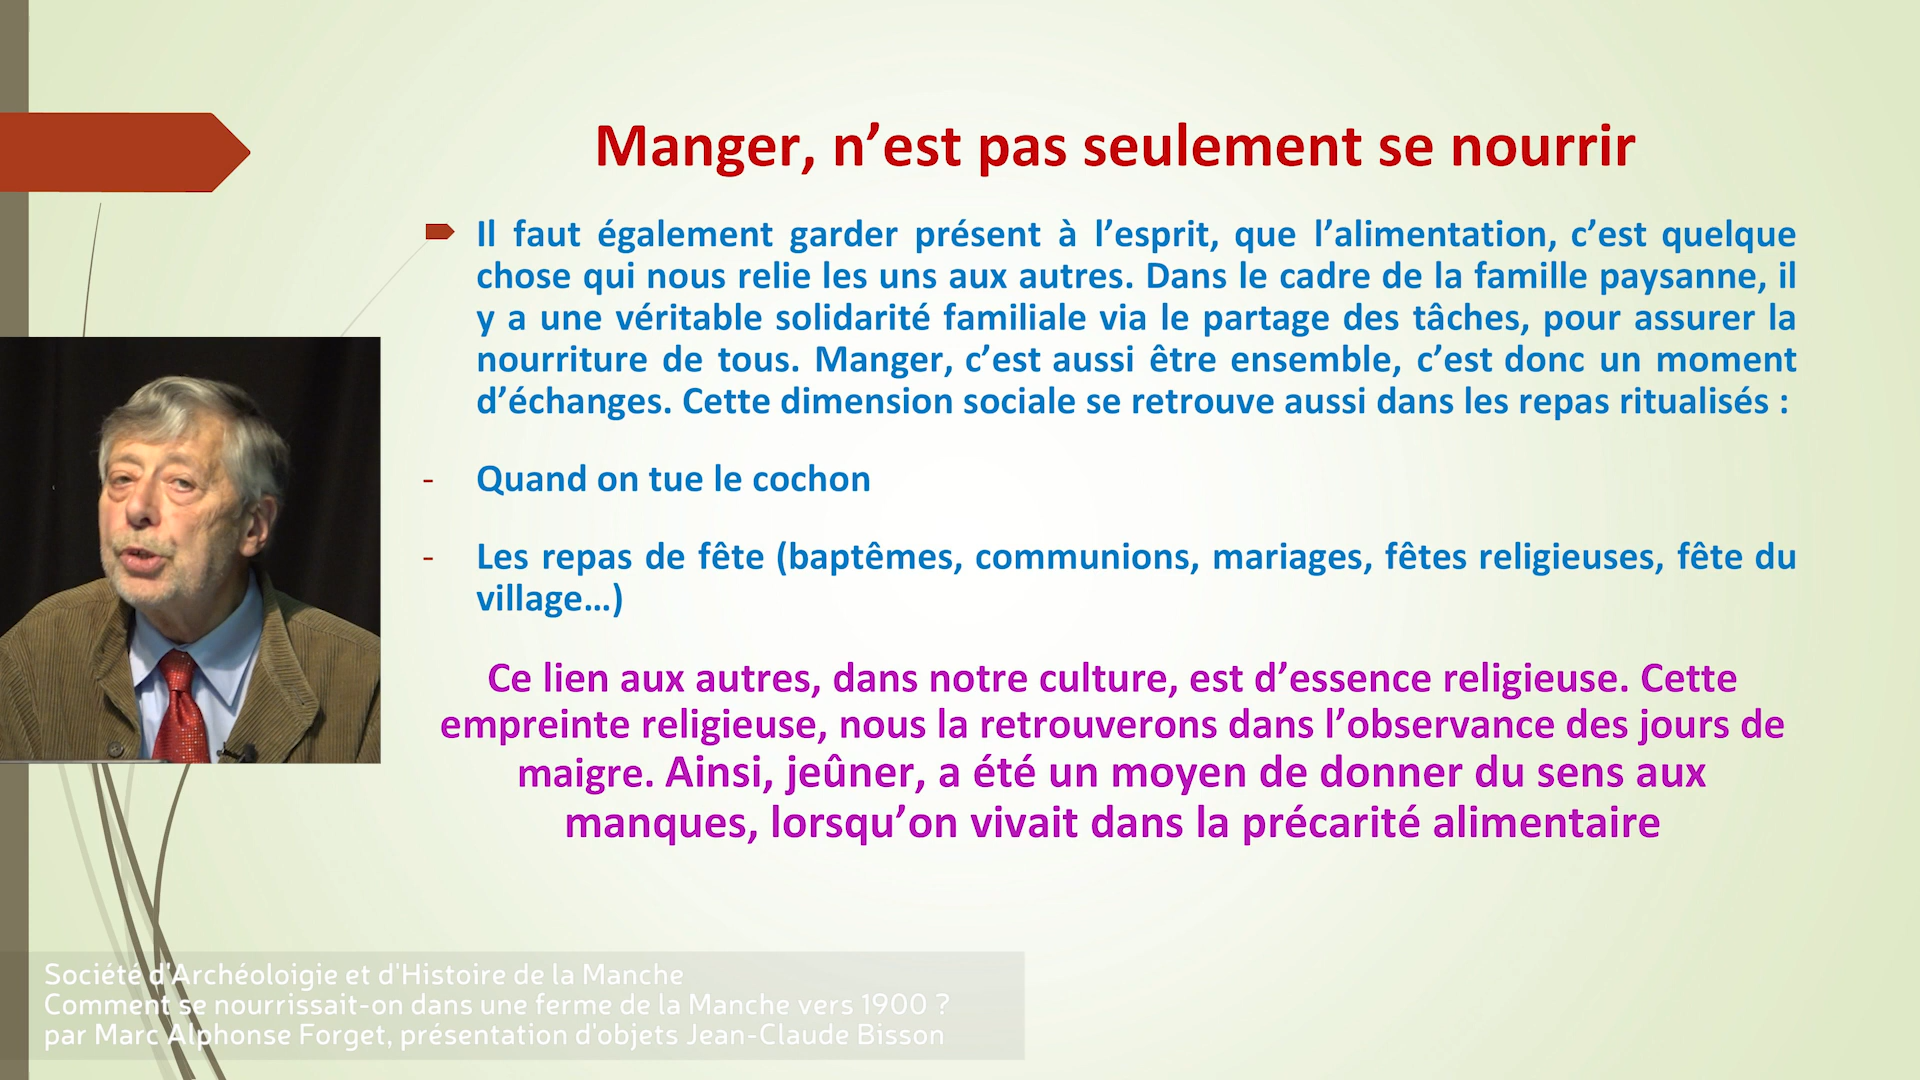 Manger, n’est pas seulement se nourrir
Il faut également garder présent à l’esprit, que l’alimentation, c’est quelque
chose qui nous relie les uns aux autres. Dans le cadre de la famille paysanne, il
y a une véritable solidarité familiale via le partage des tâches, pour assurer la
nourriture de tous. Manger, c’est aussi être ensemble, c’est donc un moment
d’échanges. Cette dimension sociale se retrouve aussi dans les repas ritualisés :
- Quand on tue le cochon
- Les repas de fête (baptêmes, communions, mariages, fêtes religieuses, fête du
village…)
Ce lien aux autres, dans notre culture, est d’essence religieuse. Cette
empreinte religieuse, nous la retrouverons dans l’observance des jours de
maigre. Ainsi, jeûner, a été un moyen de donner du sens aux
manques, lorsqu’on vivait dans la précarité alimentaire
Société d'Archéoloigie et d'Histoire de la Manche
Comment se nourrissait-on dans une ferme de la Manche vers 1900 ?
par Marc Alphonse Forget, présentation d'objets Jean-Claude Bisson